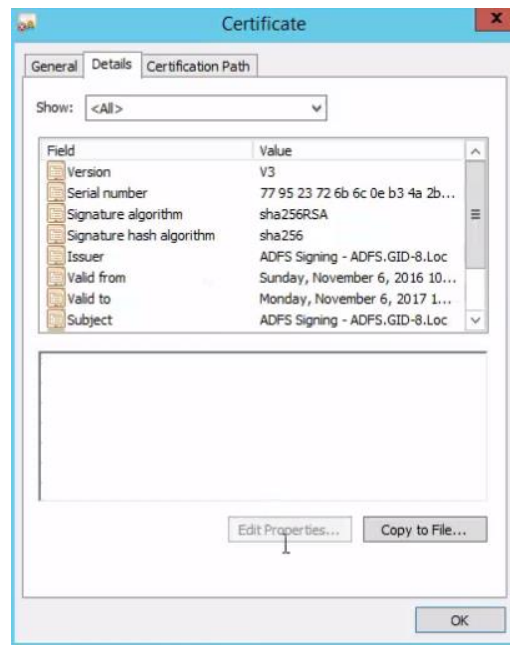 Certificate
x
General Details Certification Path
Show: <All>
Field Value
Version V3
Serial number 77 95 23 72 6b 6c 0e b3 4a 2b...
Signature algorithm sha256RSA
Signature hash algorithm sha256
Issuer ADFS Signing - ADFS.GID-8.Loc
Valid from Sunday, November 6, 2016 10...
Valid to Monday, November 6, 2017 1...
Subject ADFS Signing - ADFS.GID-8.Loc
Edit Properties... Copy to File...
OK